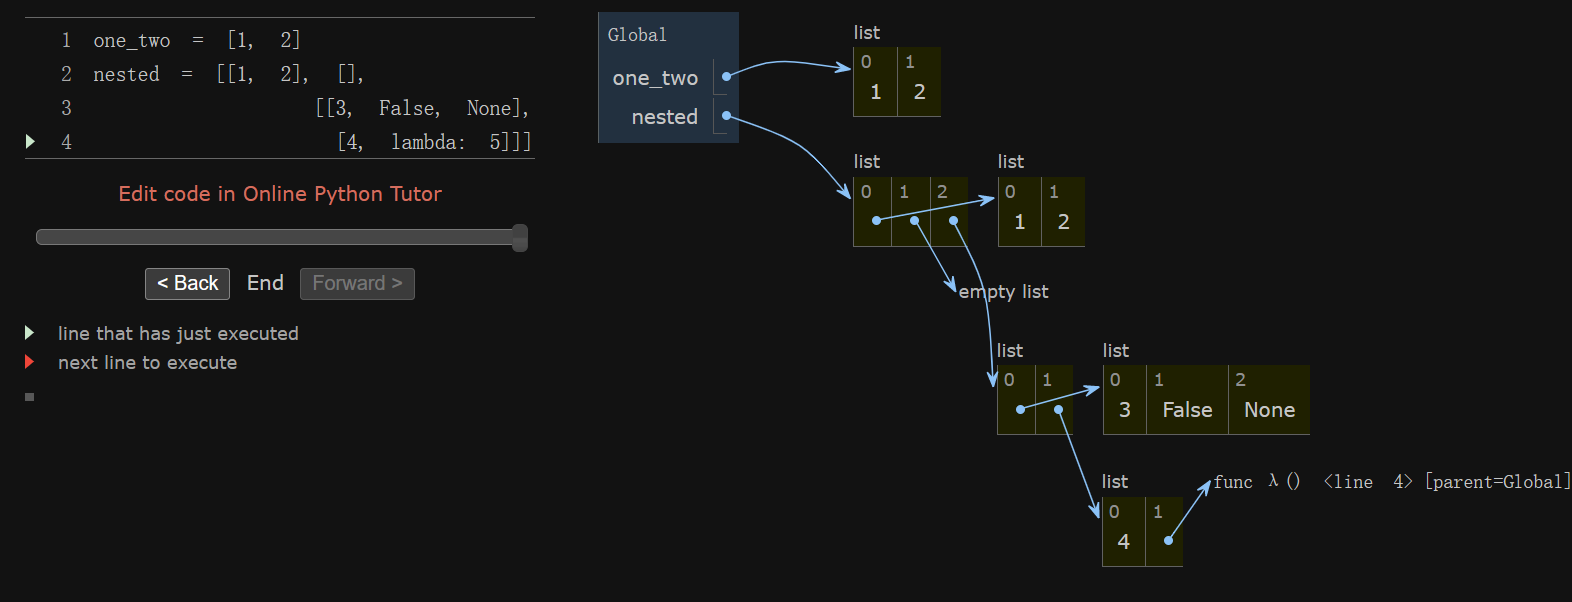 1 one_two = [1, 2]
2 nested = [[1, 2], [],
3 [[3, False, None],
4 [4, lambda: 5]]]
Edit code in Online Python Tutor
< Back End Forward >
line that has just executed
next line to execute
Global
one_two
nested
list
0 1
1 2
list
0 1 2
list
0 1
1 2
empty list
list
0 1
list
0 1 2
3 False None
list
0 1
4
func λ() <line 4> [parent=Global]